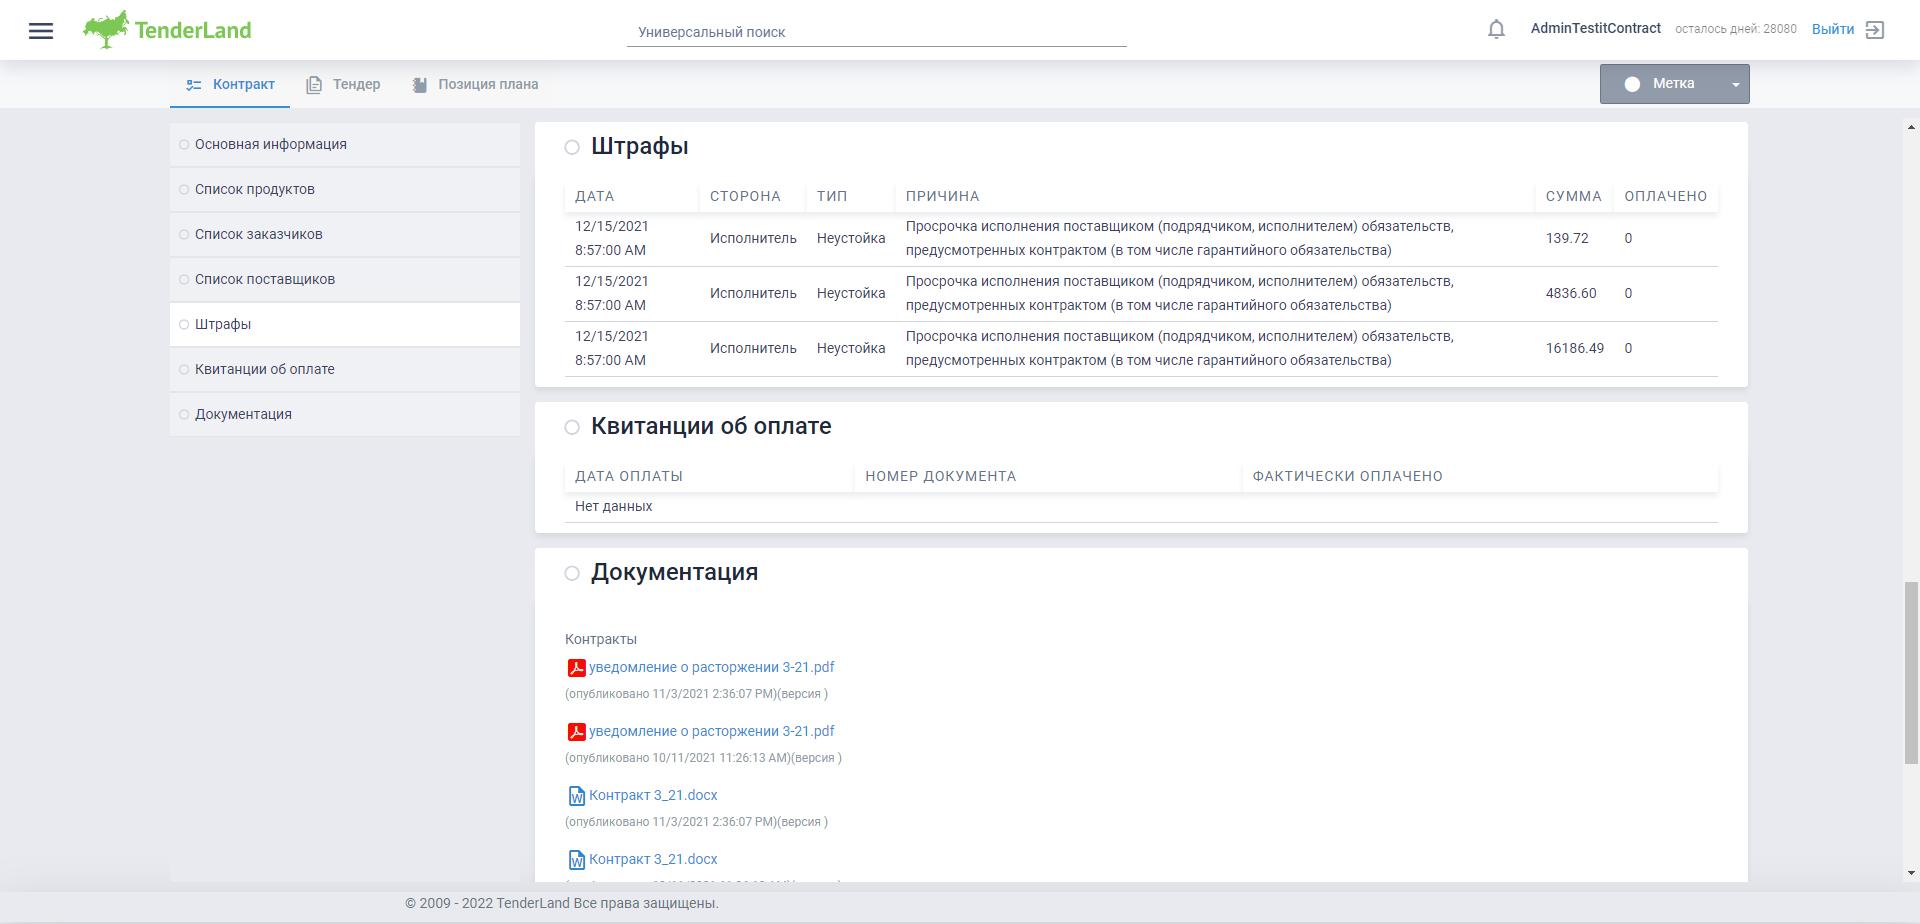 TenderLand
Универсальный поиск
AdminTestitContract
осталось дней: 28080
Выйти
Контракт
Тендер
Позиция плана
Метка
Основная информация
Список продуктов
Список заказчиков
Список поставщиков
Штрафы
Квитанции об оплате
Документация
Штрафы
ДАТА СТОРОНА ТИП ПРИЧИНА СУММА ОПЛАЧЕНО
12/15/2021 8:57:00 AM Исполнитель Неустойка Просрочка исполнения поставщиком (подрядчиком, исполнителем) обязательств,
предусмотренных контрактом (в том числе гарантийного обязательства) 139.72 0
12/15/2021 8:57:00 AM Исполнитель Неустойка Просрочка исполнения поставщиком (подрядчиком, исполнителем) обязательств,
предусмотренных контрактом (в том числе гарантийного обязательства) 4836.60 0
12/15/2021 8:57:00 AM Исполнитель Неустойка Просрочка исполнения поставщиком (подрядчиком, исполнителем) обязательств,
предусмотренных контрактом (в том числе гарантийного обязательства) 16186.49 0
Квитанции об оплате
ДАТА ОПЛАТЫ НОМЕР ДОКУМЕНТА ФАКТИЧЕСКИ ОПЛАЧЕНО
Нет данных
Документация
Контракты
уведомление о расторжении 3-21.pdf
(опубликовано 11/3/2021 2:36:07 PM)(версия )
уведомление о расторжении 3-21.pdf
(опубликовано 10/11/2021 11:26:13 AM)(версия )
Контракт 3_21.docx
(опубликовано 11/3/2021 2:36:07 PM)(версия )
Контракт 3_21.docx
© 2009 - 2022 TenderLand Все права защищены.